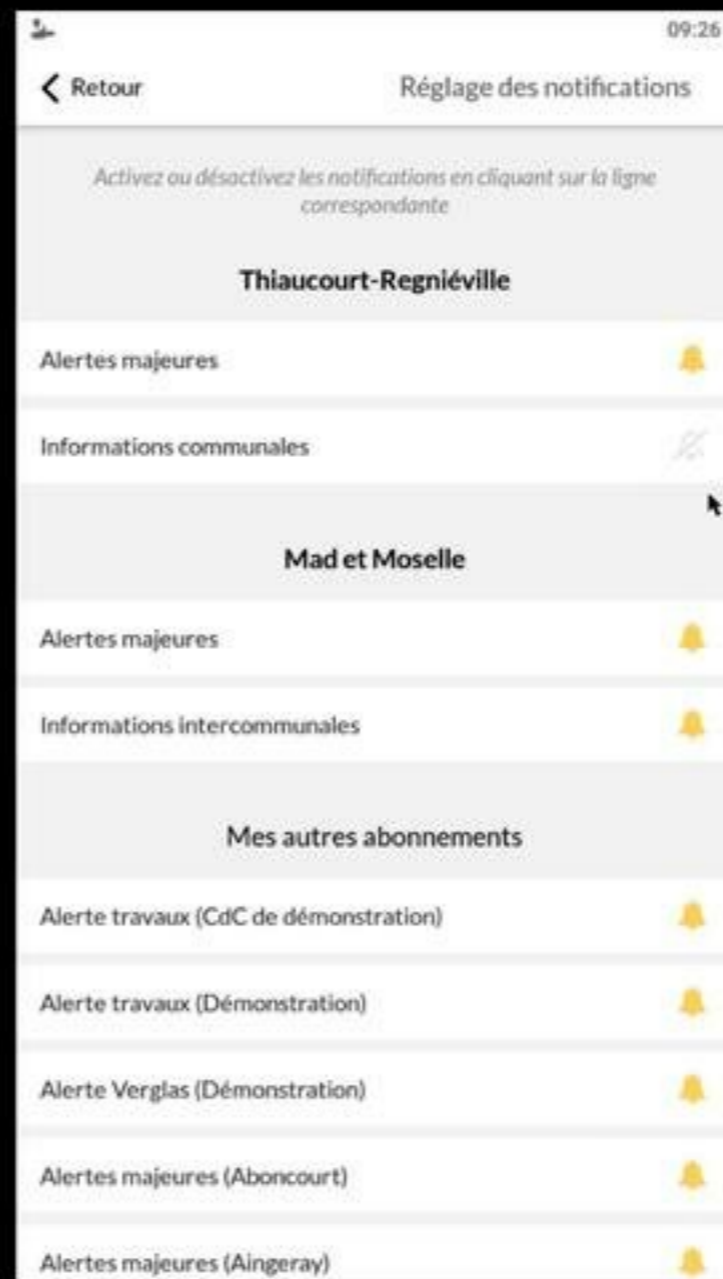 09:26
Retour
Réglage des notifications
Activez ou désactivez les notifications en cliquant sur la ligne
correspondante
Thiaucourt-Regniéville
Alertes majeures
Informations communales
Mad et Moselle
Alertes majeures
Informations intercommunales
Mes autres abonnements
Alerte travaux (CdC de démonstration)
Alerte travaux (Démonstration)
Alerte Verglas (Démonstration)
Alertes majeures (Aboncourt)
Alertes majeures (Aingeray)